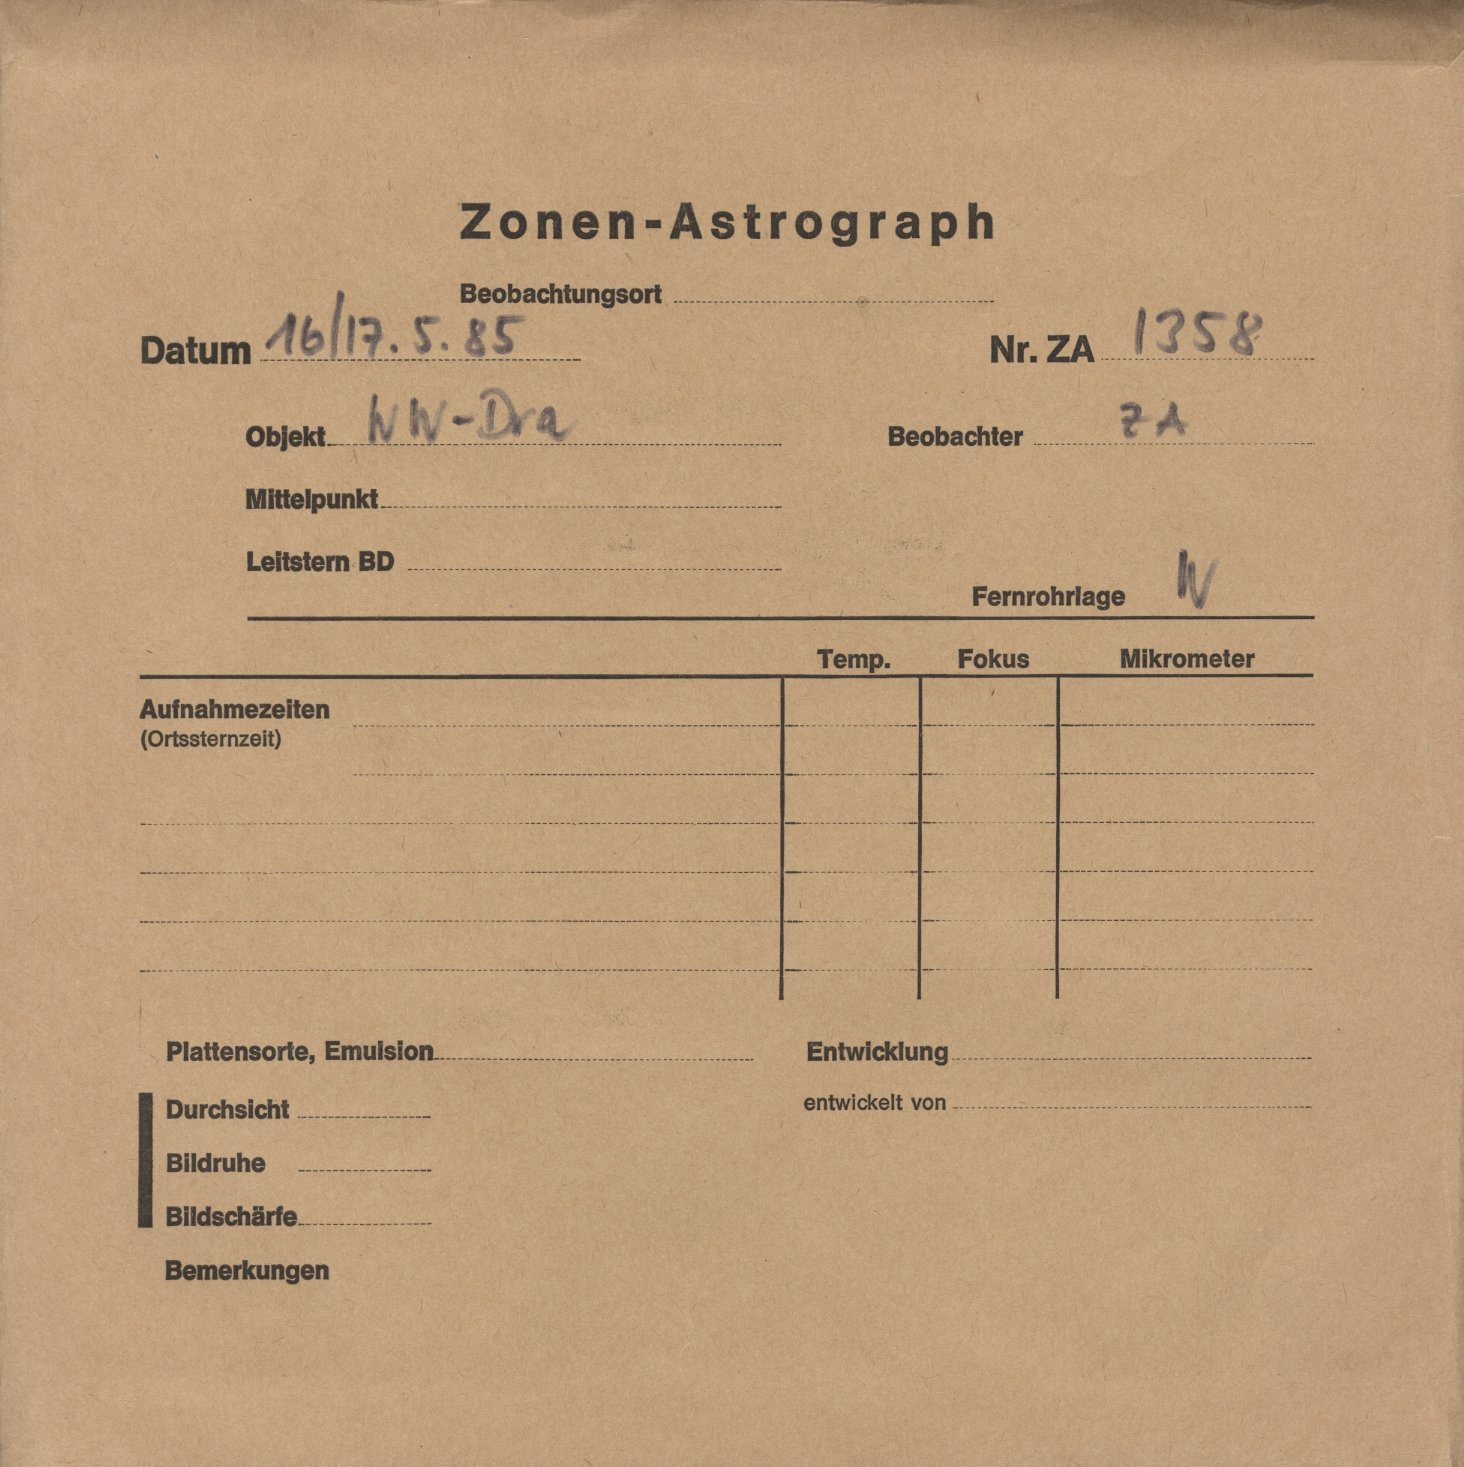 Zonen-Astrograph
Beobachtungsort
Datum 16/17. 5. 85 Nr. ZA 1358
Objekt WW-Dra Beobachter ZA
Mittelpunkt
Leitstern BD
Fernrohrlage W
Temp. Fokus Mikrometer
Aufnahmezeiten
(Ortssternzeit)
Plattensorte, Emulsion Entwicklung
Durchsicht entwickelt von
Bildruhe
Bildschärfe
Bemerkungen